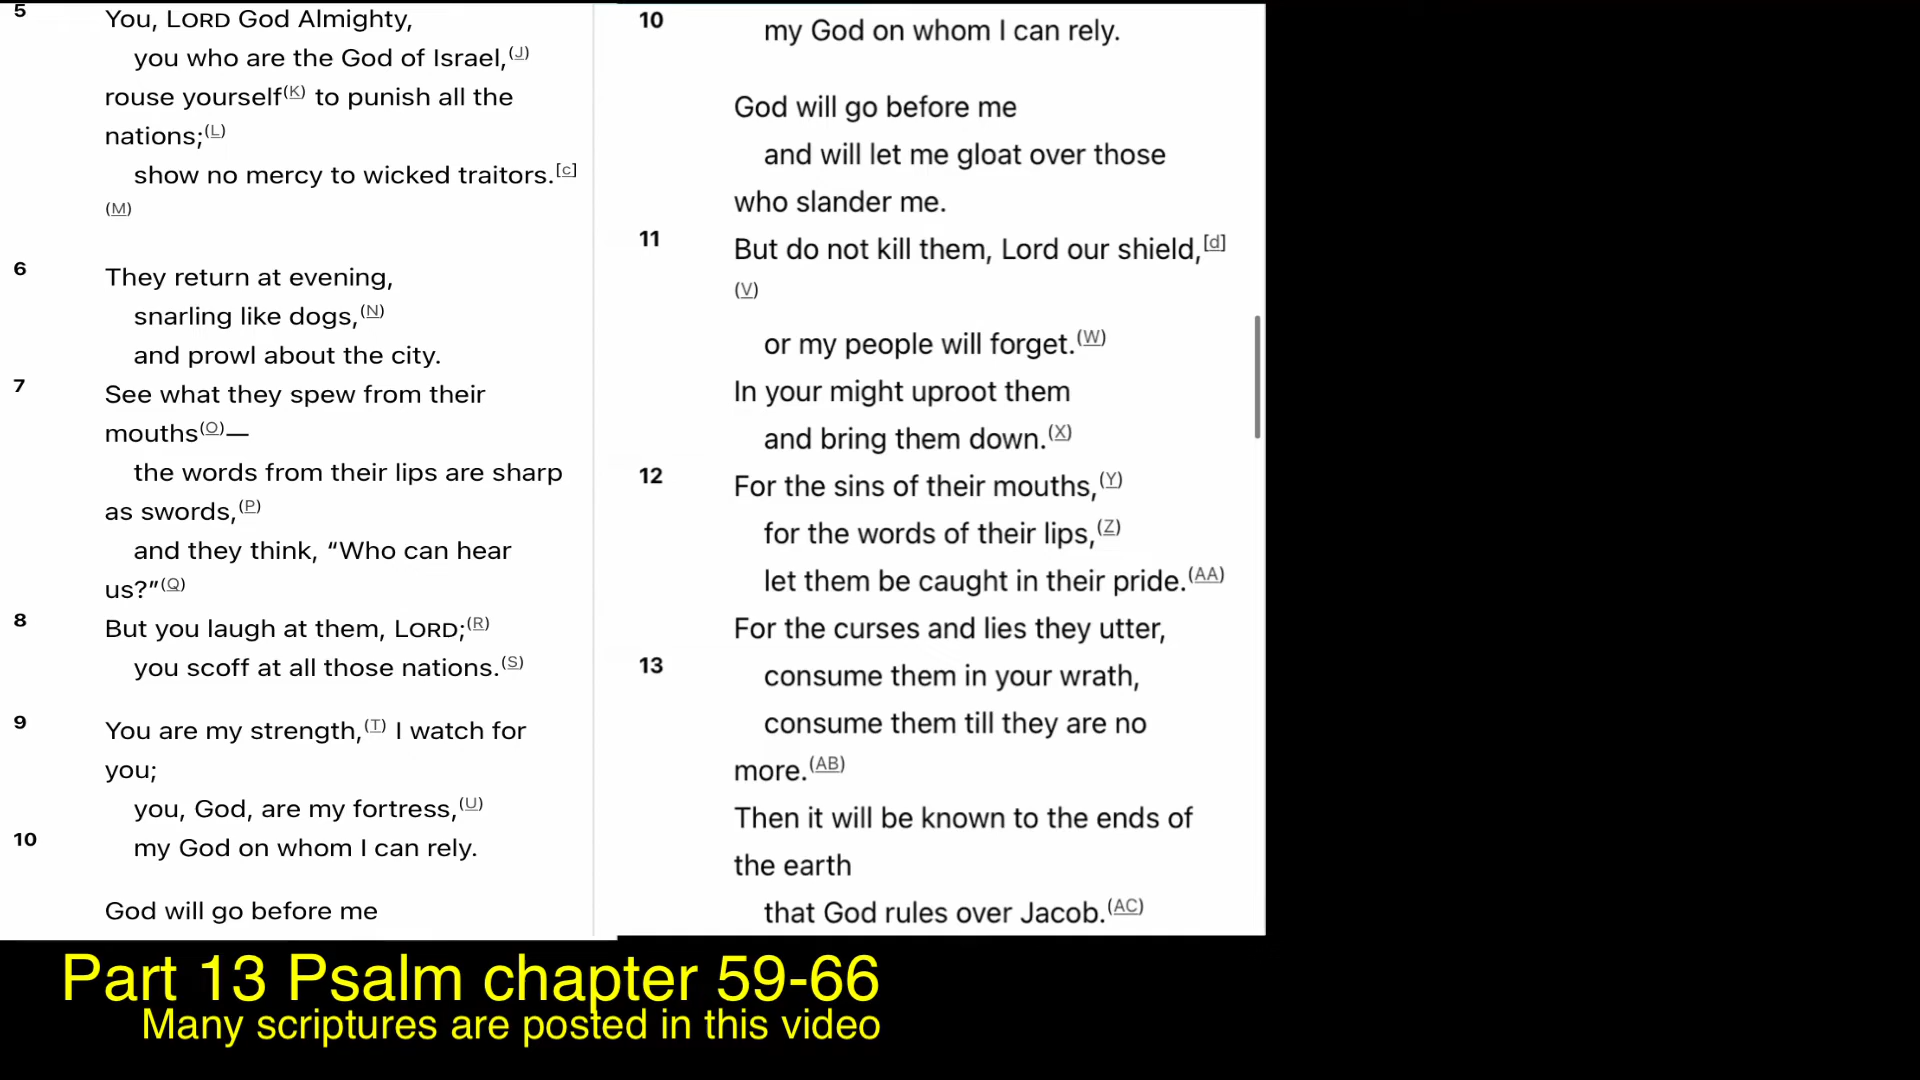 5 You, LORD God Almighty,
you who are the God of Israel,(J)
rouse yourself(K) to punish all the
nations;(L)
show no mercy to wicked traitors.[c]
(M)
6 They return at evening,
snarling like dogs,(N)
and prowl about the city.
7 See what they spew from their
mouths(O)—
the words from their lips are sharp
as swords,(P)
and they think, “Who can hear
us?”(Q)
8 But you laugh at them, LORD;(R)
you scoff at all those nations.(S)
9 You are my strength,(T) I watch for
you;
you, God, are my fortress,(U)
10 my God on whom I can rely.
God will go before me
10 my God on whom I can rely.
God will go before me
and will let me gloat over those
who slander me.
11 But do not kill them, Lord our shield,[d]
(V)
or my people will forget.(W)
In your might uproot them
and bring them down.(X)
12 For the sins of their mouths,(Y)
for the words of their lips,(Z)
let them be caught in their pride.(AA)
For the curses and lies they utter,
13 consume them in your wrath,
consume them till they are no
more.(AB)
Then it will be known to the ends of
the earth
that God rules over Jacob.(AC)
Part 13 Psalm chapter 59-66
Many scriptures are posted in this video